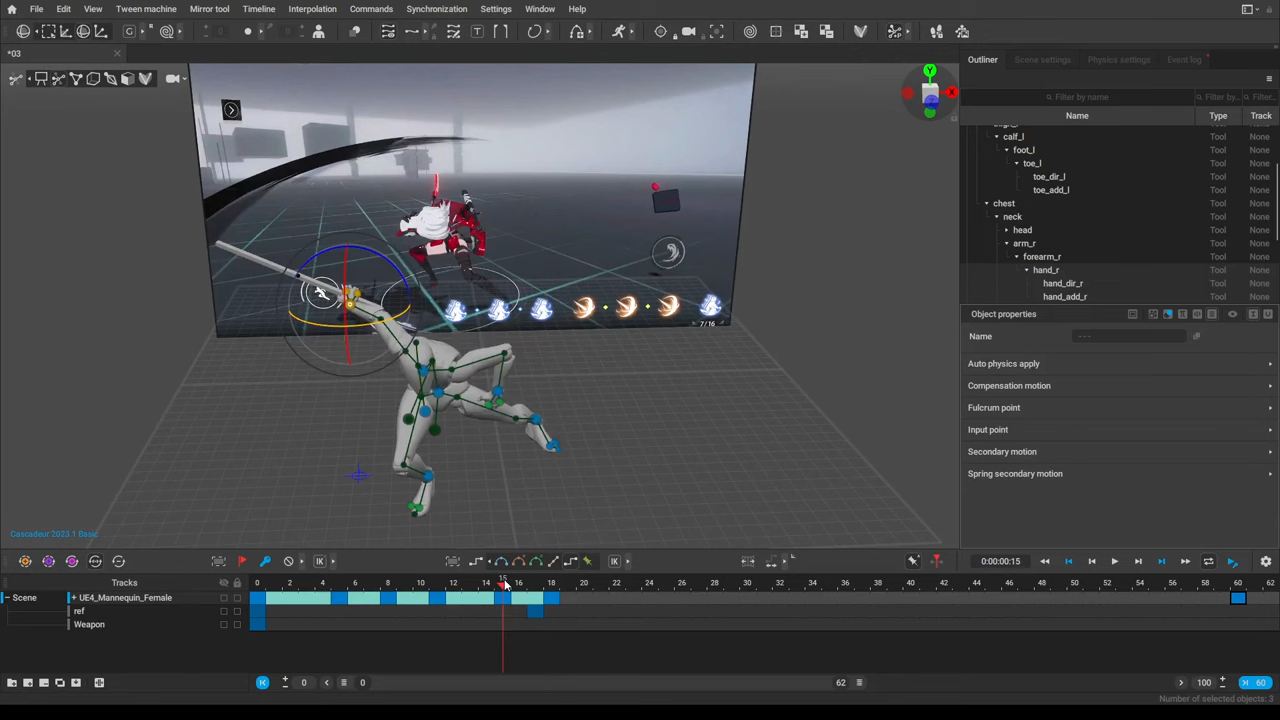 File Edit View Tween machine Mirror tool Timeline Interpolation Commands Synchronization Settings Window Help
*03
Outliner Scene settings Physics settings Event log
Filter by name Filter by... Filter...
Name Type Track
calf_l Tool None
foot_l Tool None
toe_l Tool None
toe_dir_l Tool None
toe_add_l Tool None
chest Tool None
neck Tool None
head Tool None
arm_r Tool None
forearm_r Tool None
hand_r Tool None
hand_dir_r Tool None
hand_add_r Tool None
Object properties
Name - - -
Auto physics apply
Compensation motion
Fulcrum point
Input point
Secondary motion
Spring secondary motion
Y
X
7/16
Cascadeur 2023.1 Basic
0:00:00:15
Tracks 0 2 4 6 8 10 12 14 15 16 18 20 22 24 26 28 30 32 34 36 38 40 42 44 46 48 50 52 54 56 58 60 62
Scene + UE4_Mannequin_Female
ref
Weapon
0 0 62 100 60
Number of selected objects: 3